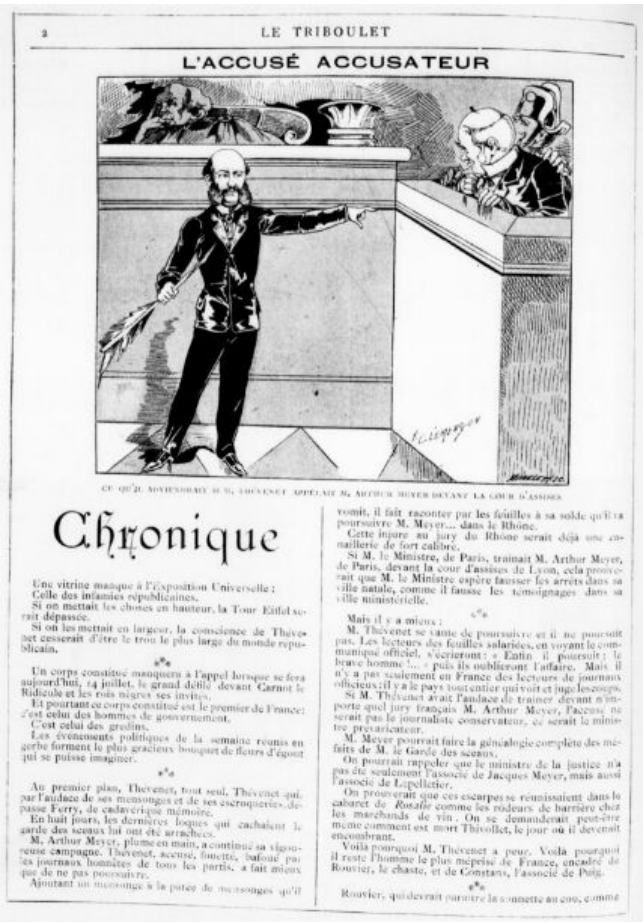 2
LE TRIBOULET
L'ACCUSÉ ACCUSATEUR
CE QU'IL ADVIENDRAIT SI M. THÉVENET APPELAIT M. ARTHUR MEYER DEVANT LA COUR D'ASSISES
Chronique
Une vitrine manque à l'Exposition Universelle :
Celle des infamies républicaines.
Si on mettait les choses en hauteur, la Tour Eiffel se-
rait dépassée.
Si on les mettait en largeur, la conscience de Théve-
net cesserait d'être le trou le plus large du monde répu-
blicain.
Un corps constitué manquera à l'appel lorsque se fera
aujourd'hui, 14 juillet, le grand défilé devant Carnot le
Ridicule et les rois nègres ses invités.
Et pourtant ce corps constitué est le premier de France:
c'est celui des hommes de gouvernement.
C'est celui des gredins.
Les événements politiques de la semaine réunis en
gerbe forment le plus gracieux bouquet de fleurs d'égout
qui se puisse imaginer.
Au premier plan, Thévenet, tout seul, Thévenet qui,
par l'audace de ses mensonges et de ses escroqueries, dé-
passe Ferry, de cadavérique mémoire.
En huit jours, les dernières loques qui cachaient le
garde des sceaux lui ont été arrachées.
M. Arthur Meyer, plume en main, a continué sa vigou-
reuse campagne. Thévenet, accusé, fouetté, bafoué par
les journaux honnêtes de tous les partis, a fait mieux
que de ne pas poursuivre.
Ajoutant un mensonge à la patée de mensonges qu'il
vomit, il fait raconter par les feuilles à sa solde qu'il va
poursuivre M. Meyer... dans le Rhône.
Cette injure au jury du Rhône serait déjà une ca-
naillerie de fort calibre.
Si M. le Ministre, de Paris, trainait M. Arthur Meyer,
de Paris, devant la cour d'assises de Lyon, cela prouve-
rait que M. le Ministre espère fausser les arrêts dans sa
ville natale, comme il fausse les témoignages dans sa
ville ministérielle.
Mais il y a mieux :
M. Thévenet se vante de poursuivre et il ne poursuit
pas. Les lecteurs des feuilles salariées, en voyant le com-
muniqué officiel, s'écrieront : « Enfin il poursuit ; le
brave homme !... » puis ils oublieront l'affaire. Mais il
n'y a pas seulement en France des lecteurs de journaux
officieux : il y a le pays tout entier qui voit et juge les coups.
Si M. Thévenet avait l'audace de trainer devant n'im-
porte quel jury français M. Arthur Meyer, l'accusé ne
serait pas le journaliste conservateur, ce serait le minis-
tre prévaricateur.
M. Meyer pourrait faire la généalogie complète des mé-
faits de M. le Garde des sceaux.
On pourrait rappeler que le ministre de la justice n'a
pas été seulement l'associé de Jacques Meyer, mais aussi
l'associé de Lepelletier.
On prouverait que ces escarpes se réunissaient dans le
cabaret de Rosalie comme les rôdeurs de barrière chez
les marchands de vin. On se demanderait peut-être
même comment est mort Thivollet, le jour où il devenait
encombrant.
Voilà pourquoi M. Thévenet a peur. Voilà pourquoi
il reste l'homme le plus méprisé de France, encadré de
Rouvier, le chaste, et de Constans, l'associé de Puig.
Rouvier, qui devrait porter la sonnette au cou, comme